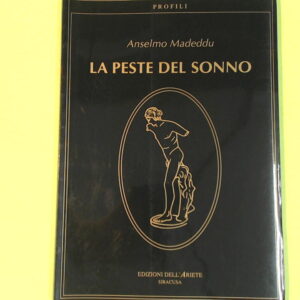 PROFILI
Anselmo Madeddu
LA PESTE DEL SONNO
EDIZIONI DELL'ARIETE
SIRACUSA